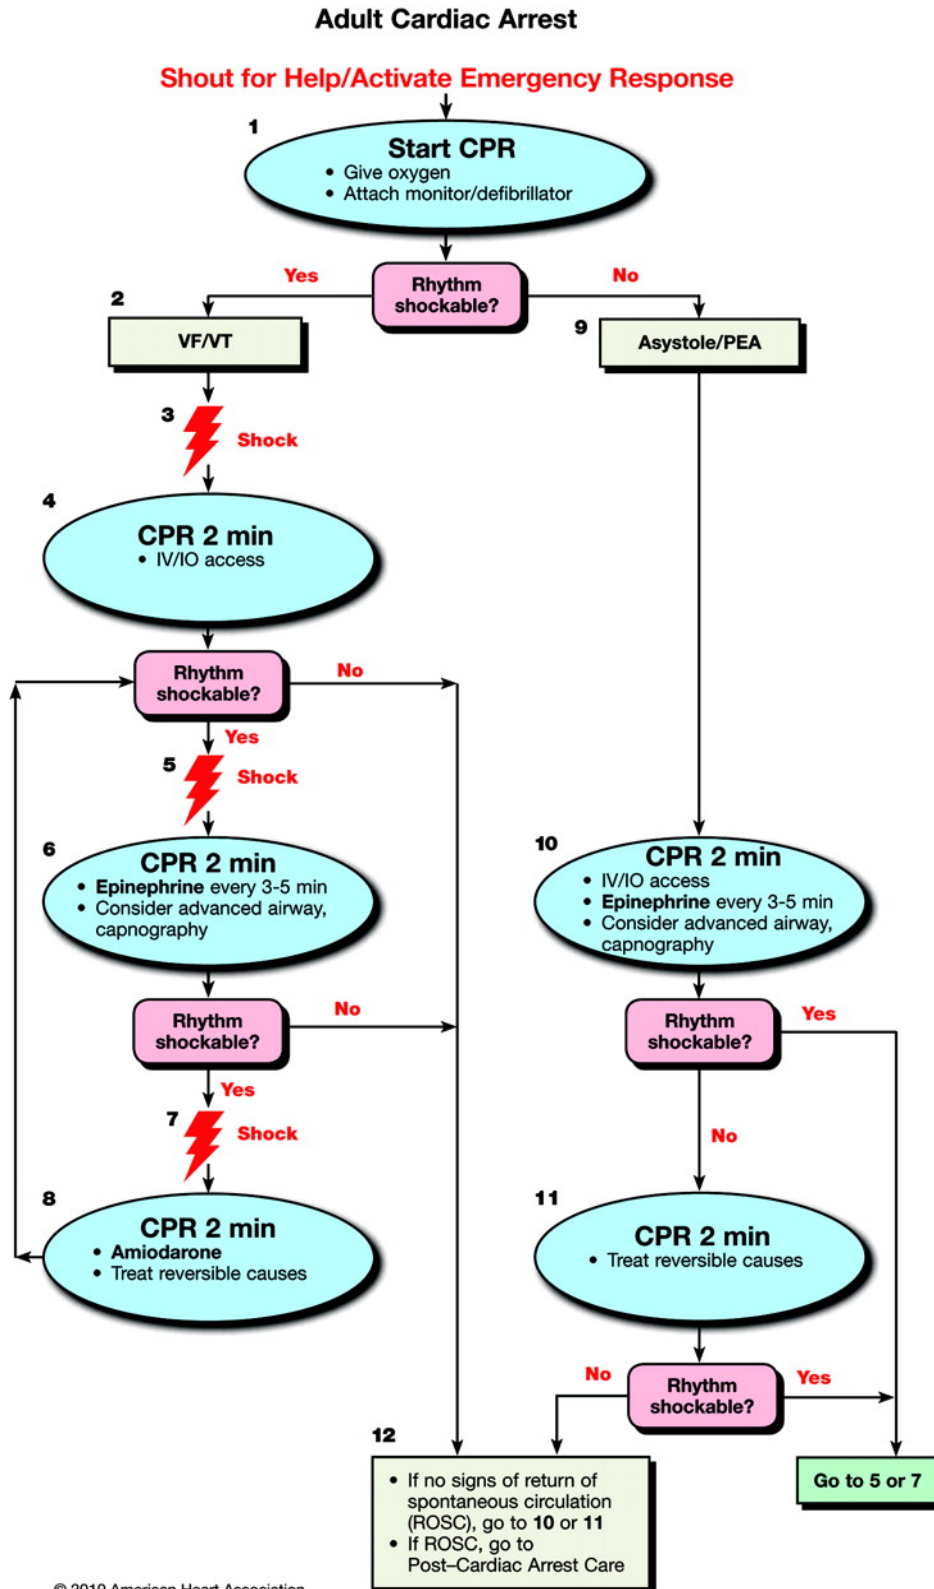 Adult Cardiac Arrest
Shout for Help/Activate Emergency Response
1
Start CPR
• Give oxygen
• Attach monitor/defibrillator
Rhythm
shockable?
Yes
No
2
VF/VT
9
Asystole/PEA
3
Shock
4
CPR 2 min
• IV/IO access
Rhythm
shockable?
No
Yes
5
Shock
6
CPR 2 min
• Epinephrine every 3-5 min
• Consider advanced airway,
capnography
10
CPR 2 min
• IV/IO access
• Epinephrine every 3-5 min
• Consider advanced airway,
capnography
Rhythm
shockable?
No
Yes
Rhythm
shockable?
Yes
No
7
Shock
8
CPR 2 min
• Amiodarone
• Treat reversible causes
11
CPR 2 min
• Treat reversible causes
Rhythm
shockable?
No
Yes
12
• If no signs of return of
spontaneous circulation
(ROSC), go to 10 or 11
• If ROSC, go to
Post–Cardiac Arrest Care
Go to 5 or 7
© 2010 American Heart Association